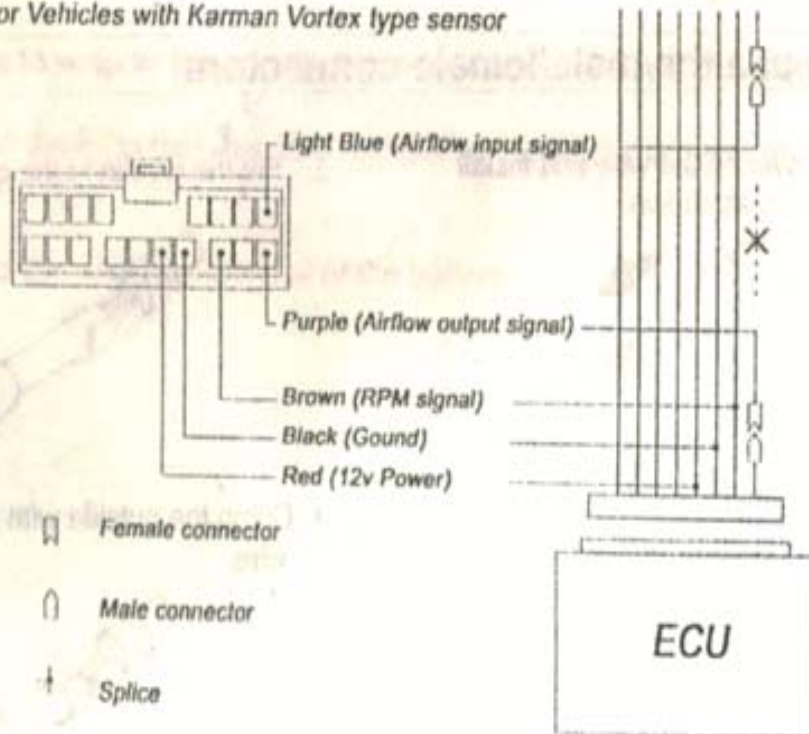 or Vehicles with Karman Vortex type sensor
Light Blue (Airflow input signal)
Purple (Airflow output signal)
Brown (RPM signal)
Black (Gound)
Red (12v Power)
Female connector
Male connector
Splice
ECU